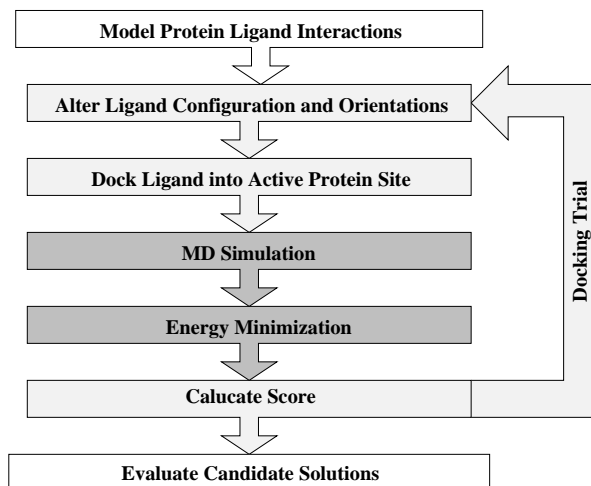 Model Protein Ligand Interactions
Alter Ligand Configuration and Orientations
Dock Ligand into Active Protein Site
MD Simulation
Energy Minimization
Calucate Score
Evaluate Candidate Solutions
Docking Trial